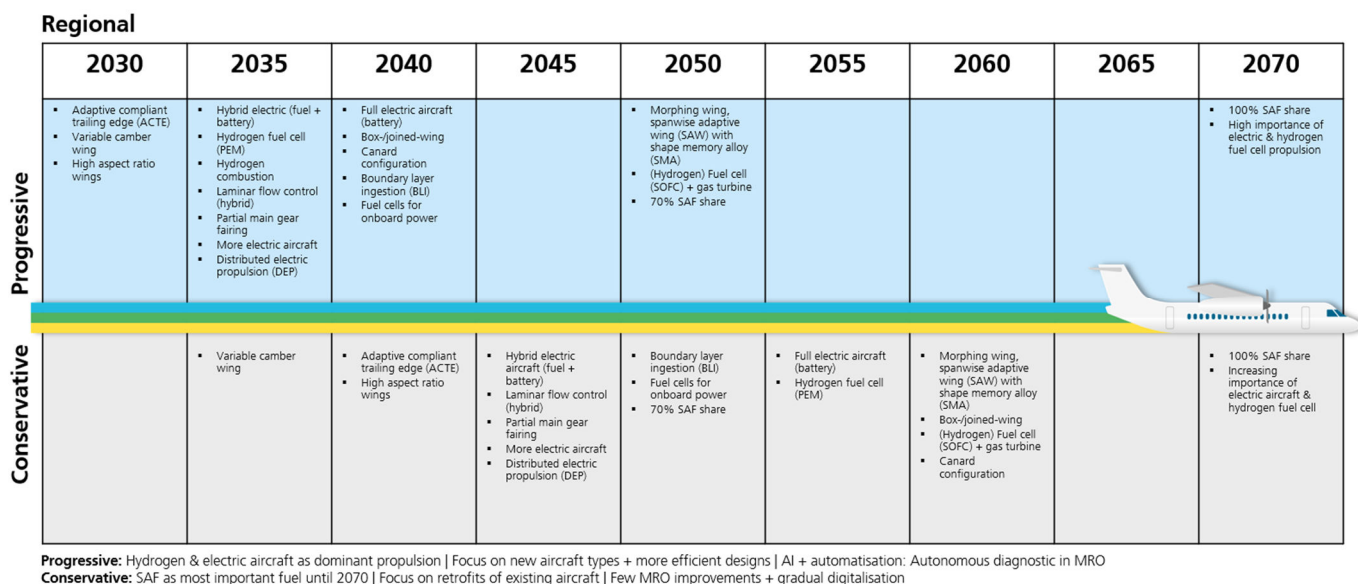 Regional
2030
2035
2040
2045
2050
2055
2060
2065
2070
Progressive
▪ Adaptive compliant
trailing edge (ACTE)
▪ Variable camber
wing
▪ High aspect ratio
wings
▪ Hybrid electric (fuel +
battery)
▪ Hydrogen fuel cell
(PEM)
▪ Hydrogen
combustion
▪ Laminar flow control
(hybrid)
▪ Partial main gear
fairing
▪ More electric aircraft
▪ Distributed electric
propulsion (DEP)
▪ Full electric aircraft
(battery)
▪ Box-/joined-wing
▪ Canard
configuration
▪ Boundary layer
ingestion (BLI)
▪ Fuel cells for
onboard power
▪ Morphing wing,
spanwise adaptive
wing (SAW) with
shape memory alloy
(SMA)
▪ (Hydrogen) Fuel cell
(SOFC) + gas turbine
▪ 70% SAF share
▪ 100% SAF share
▪ High importance of
electric & hydrogen
fuel cell propulsion
Conservative
▪ Variable camber
wing
▪ Adaptive compliant
trailing edge (ACTE)
▪ High aspect ratio
wings
▪ Hybrid electric
aircraft (fuel +
battery)
▪ Laminar flow control
(hybrid)
▪ Partial main gear
fairing
▪ More electric aircraft
▪ Distributed electric
propulsion (DEP)
▪ Boundary layer
ingestion (BLI)
▪ Fuel cells for
onboard power
▪ 70% SAF share
▪ Full electric aircraft
(battery)
▪ Hydrogen fuel cell
(PEM)
▪ Morphing wing,
spanwise adaptive
wing (SAW) with
shape memory alloy
(SMA)
▪ Box-/joined-wing
▪ (Hydrogen) Fuel cell
(SOFC) + gas turbine
▪ Canard
configuration
▪ 100% SAF share
▪ Increasing
importance of
electric aircraft &
hydrogen fuel cell
Progressive: Hydrogen & electric aircraft as dominant propulsion | Focus on new aircraft types + more efficient designs | AI + automatisation: Autonomous diagnostic in MRO
Conservative: SAF as most important fuel until 2070 | Focus on retrofits of existing aircraft | Few MRO improvements + gradual digitalisation